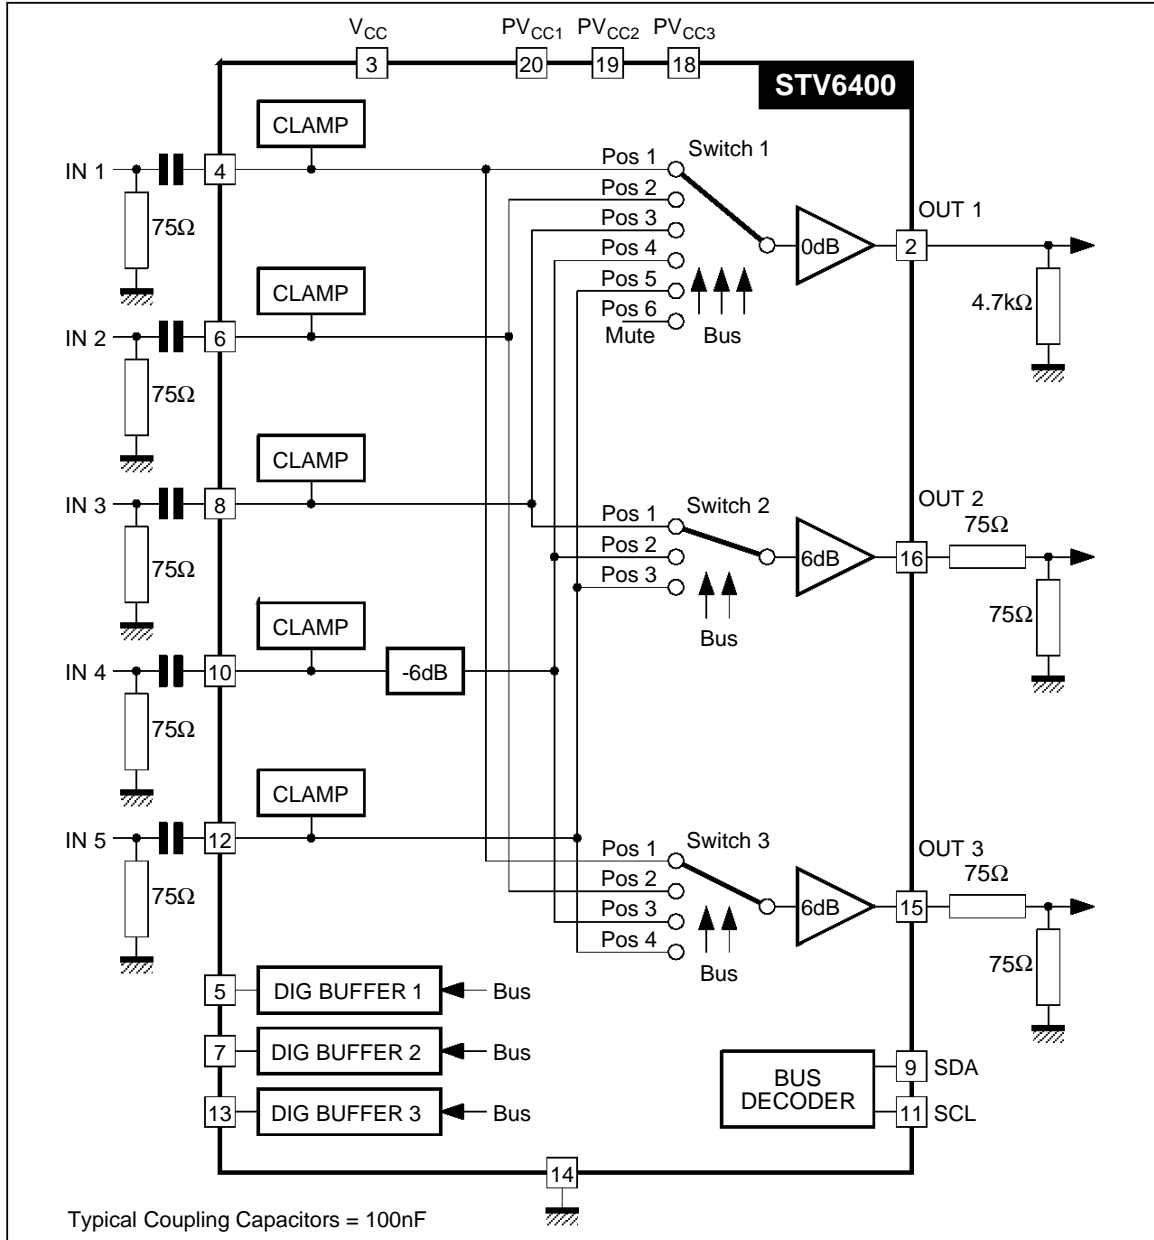 V_CC PV_CC1 PV_CC2 PV_CC3
3 20 19 18
STV6400
CLAMP
IN 1
4
75Ω
Pos 1
Pos 2
Pos 3
Pos 4
Pos 5
Pos 6
Mute
Switch 1
Bus
0dB
OUT 1
2
4.7kΩ
CLAMP
IN 2
6
75Ω
CLAMP
IN 3
8
75Ω
Pos 1
Pos 2
Pos 3
Switch 2
Bus
6dB
OUT 2
16
75Ω
75Ω
CLAMP
IN 4
10
-6dB
75Ω
CLAMP
IN 5
12
75Ω
Pos 1
Pos 2
Pos 3
Pos 4
Switch 3
Bus
6dB
OUT 3
15
75Ω
75Ω
5 DIG BUFFER 1 Bus
7 DIG BUFFER 2 Bus
13 DIG BUFFER 3 Bus
BUS
DECODER
9 SDA
11 SCL
14
Typical Coupling Capacitors = 100nF